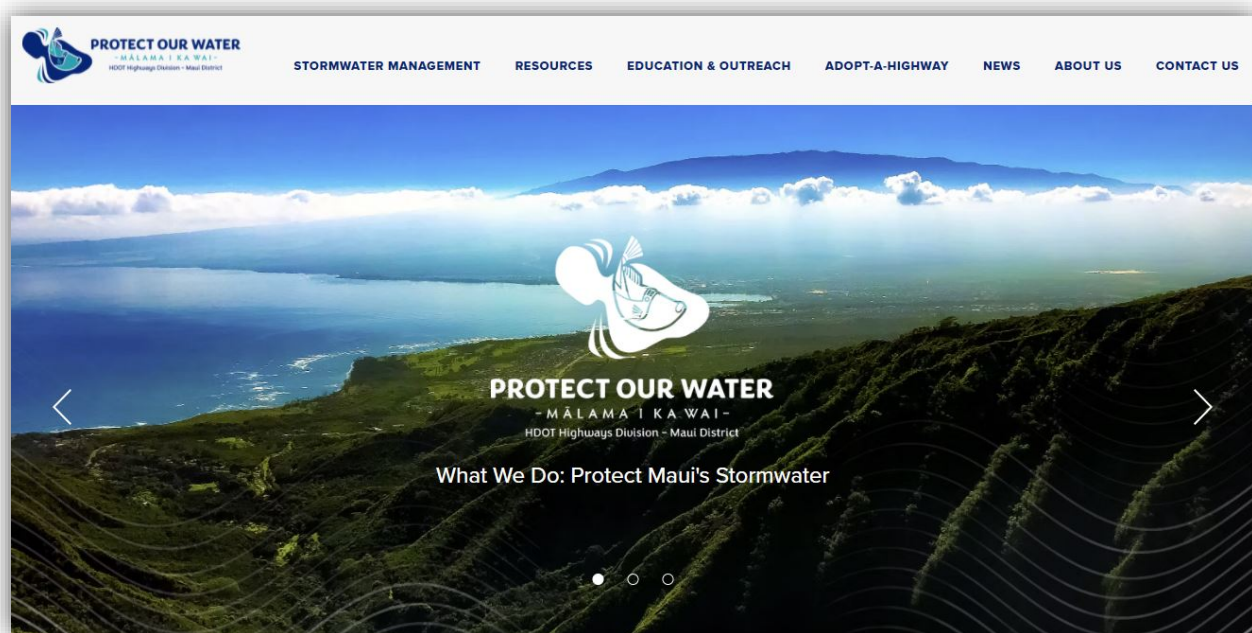 PROTECT OUR WATER
-MĀLAMA I KA WAI-
HDOT Highways Division - Maui District
STORMWATER MANAGEMENT RESOURCES EDUCATION & OUTREACH ADOPT-A-HIGHWAY NEWS ABOUT US CONTACT US
PROTECT OUR WATER
-MĀLAMA I KA WAI-
HDOT Highways Division - Maui District
What We Do: Protect Maui's Stormwater